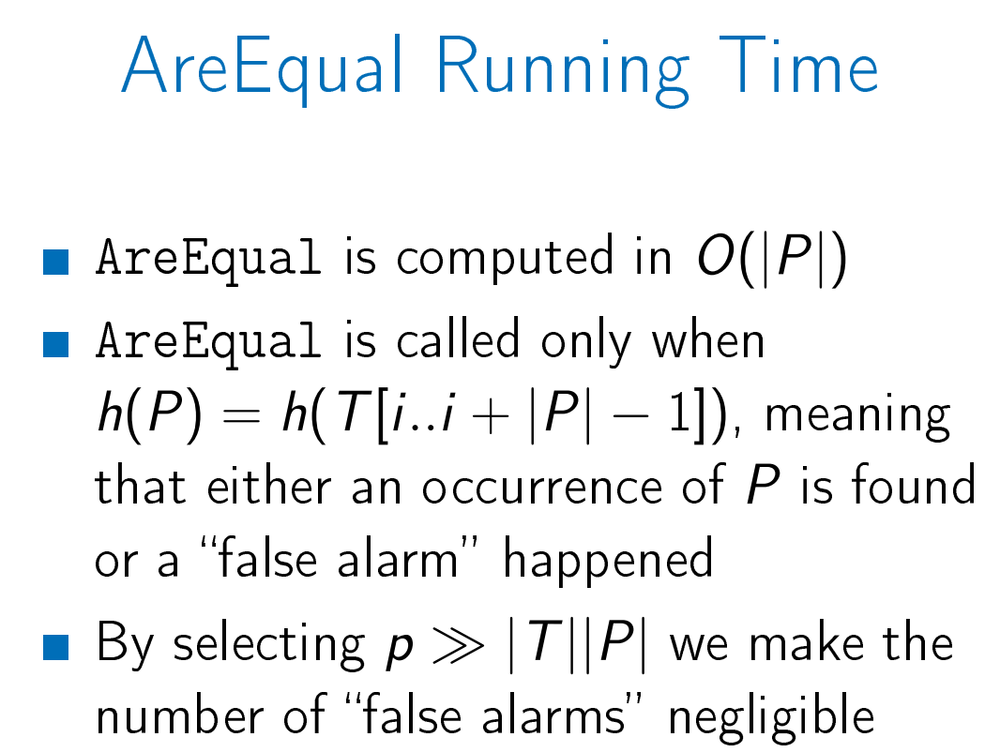 AreEqual Running Time
AreEqual is computed in O(|P|)
AreEqual is called only when
h(P) = h(T[i..i + |P| − 1]), meaning
that either an occurrence of P is found
or a “false alarm” happened
By selecting p ≫ |T||P| we make the
number of “false alarms” negligible